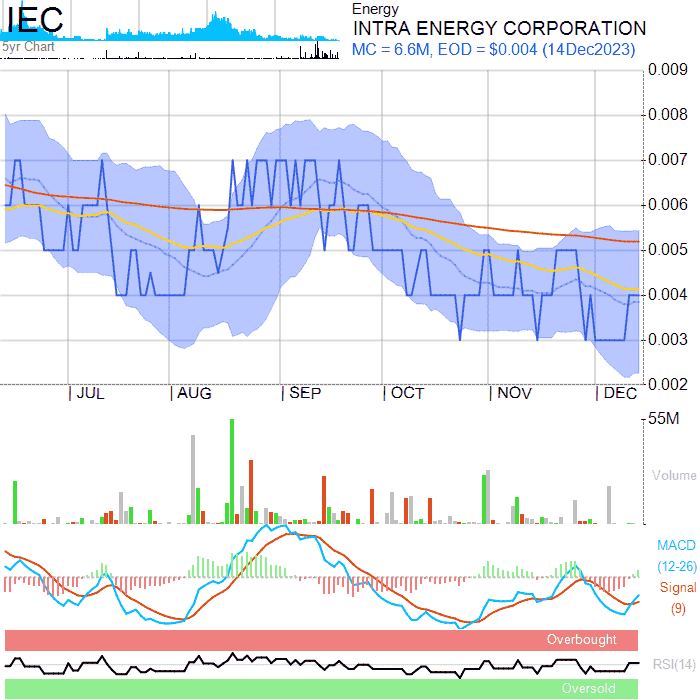 IEC
5yr Chart
Energy
INTRA ENERGY CORPORATION
MC = 6.6M, EOD = $0.004 (14Dec2023)
0.009
0.008
0.007
0.006
0.005
0.004
0.003
0.002
JUL AUG SEP OCT NOV DEC
55M
Volume
MACD
(12-26)
Signal
(9)
Overbought
RSI(14)
Oversold